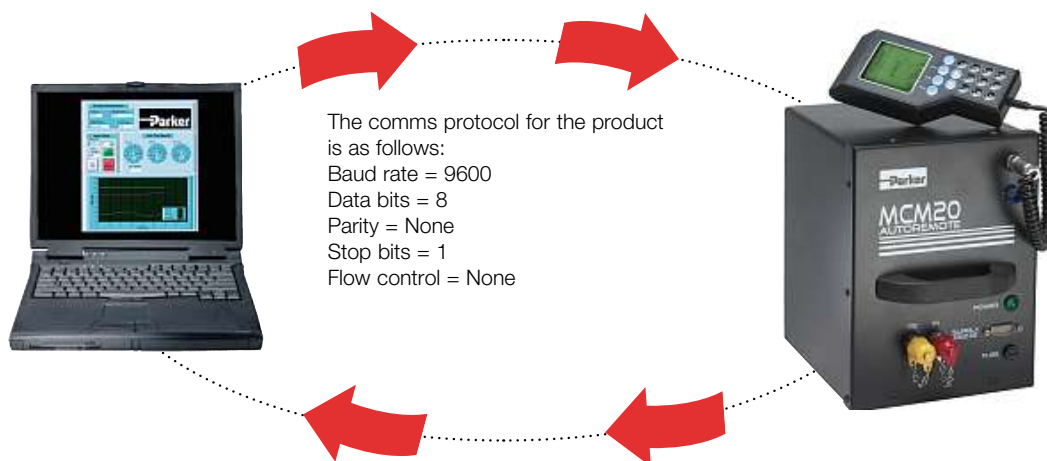 Parker
The comms protocol for the product
is as follows:
Baud rate = 9600
Data bits = 8
Parity = None
Stop bits = 1
Flow control = None
Parker
MCM20
AUTOREMOTE
POWER